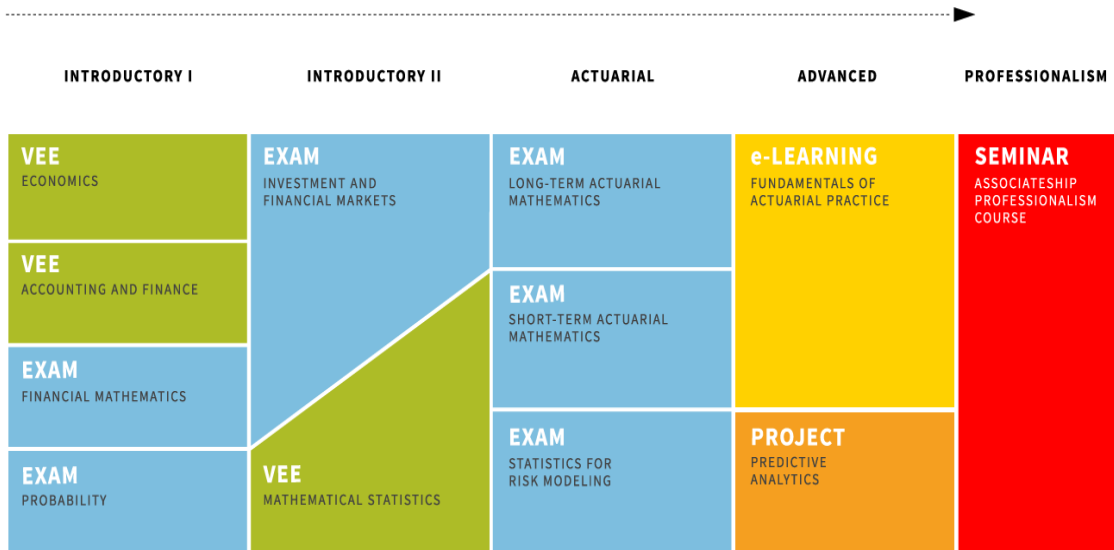 INTRODUCTORY I
INTRODUCTORY II
ACTUARIAL
ADVANCED
PROFESSIONALISM
VEE
ECONOMICS
VEE
ACCOUNTING AND FINANCE
EXAM
FINANCIAL MATHEMATICS
EXAM
PROBABILITY
EXAM
INVESTMENT AND
FINANCIAL MARKETS
VEE
MATHEMATICAL STATISTICS
EXAM
LONG-TERM ACTUARIAL
MATHEMATICS
EXAM
SHORT-TERM ACTUARIAL
MATHEMATICS
EXAM
STATISTICS FOR
RISK MODELING
e-LEARNING
FUNDAMENTALS OF
ACTUARIAL PRACTICE
PROJECT
PREDICTIVE
ANALYTICS
SEMINAR
ASSOCIATESHIP
PROFESSIONALISM
COURSE